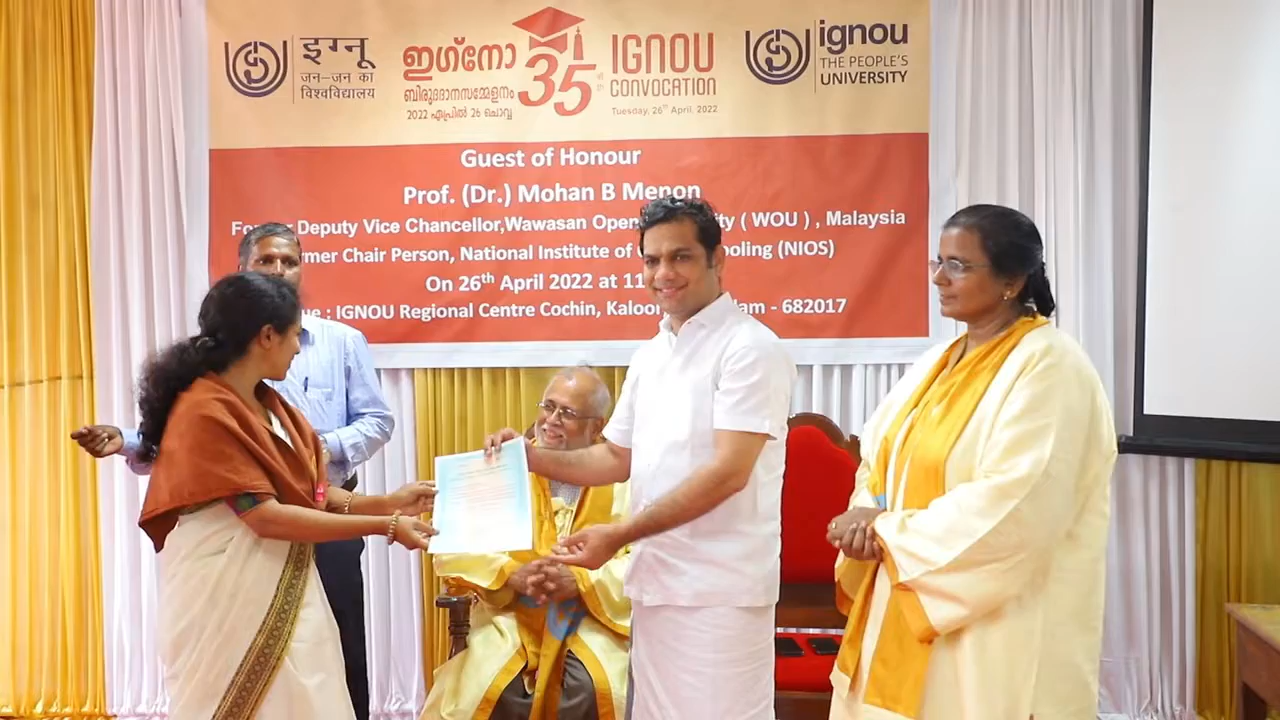 इग्नू
जन-जन का
विश्वविद्यालय
ഇഗ്നോ
ബിരുദദാനസമ്മേളനം
2022 ഏപ്രിൽ 26 ചൊവ്വ
35th
IGNOU
CONVOCATION
Tuesday, 26th April, 2022
ignou
THE PEOPLE'S
UNIVERSITY
Guest of Honour
Prof. (Dr.) Mohan B Menon
Deputy Vice Chancellor, Wawasan Open ( WOU ) , Malaysia
Chair Person, National Institute of (NIOS)
On 26th April 2022 at 11
: IGNOU Regional Centre Cochin, Kaloor - 682017